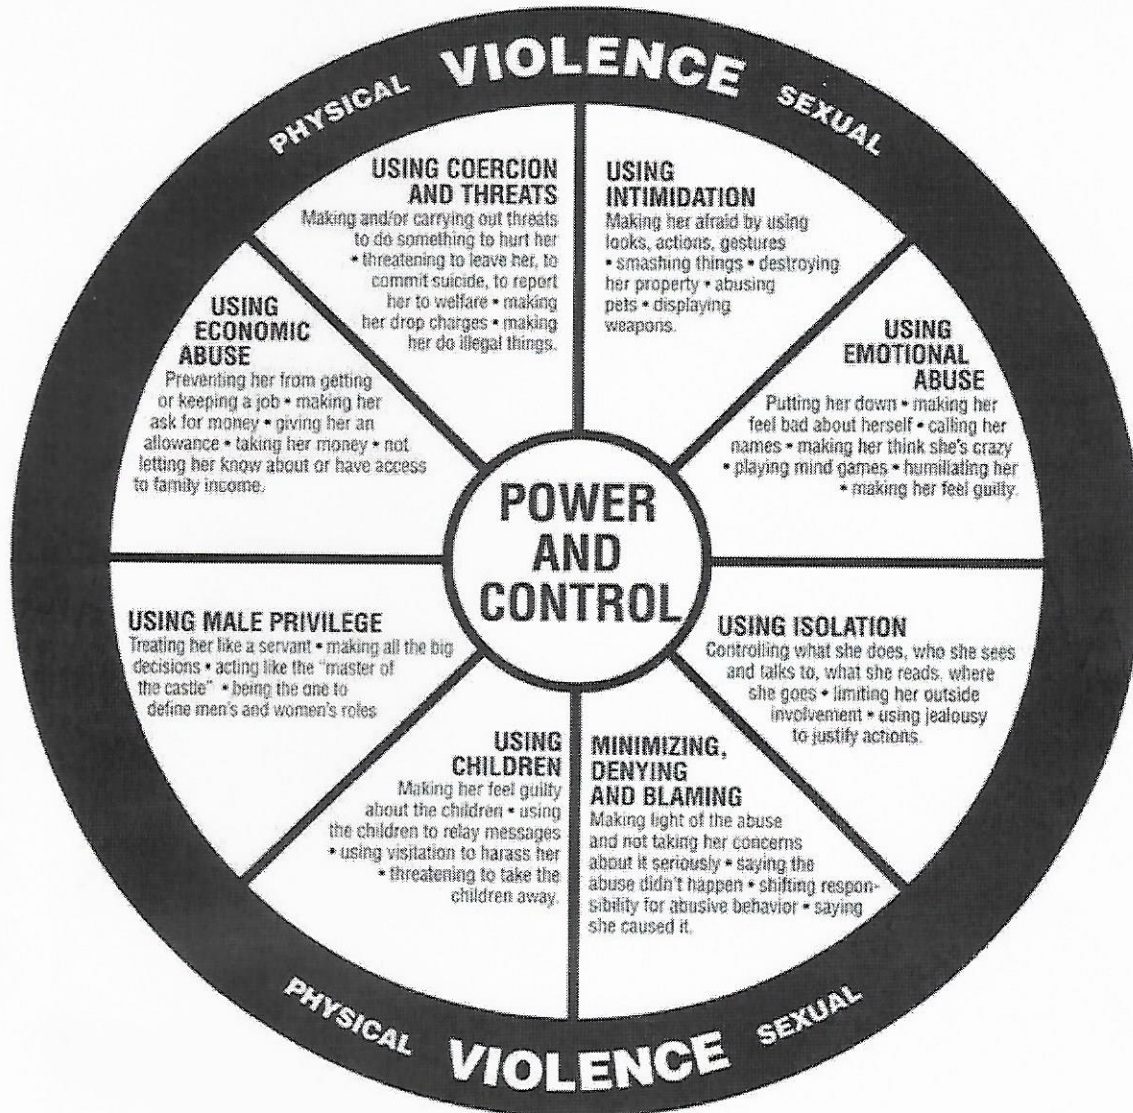 PHYSICAL VIOLENCE SEXUAL
USING COERCION
AND THREATS
Making and/or carrying out threats
to do something to hurt her
• threatening to leave her, to
commit suicide, to report
her to welfare • making
her drop charges • making
her do illegal things.
USING
INTIMIDATION
Making her afraid by using
looks, actions, gestures
• smashing things • destroying
her property • abusing
pets • displaying
weapons.
USING
ECONOMIC
ABUSE
Preventing her from getting
or keeping a job • making her
ask for money • giving her an
allowance • taking her money • not
letting her know about or have access
to family income.
USING
EMOTIONAL
ABUSE
Putting her down • making her
feel bad about herself • calling her
names • making her think she's crazy
• playing mind games • humiliating her
• making her feel guilty.
POWER
AND
CONTROL
USING MALE PRIVILEGE
Treating her like a servant • making all the big
decisions • acting like the "master of
the castle" • being the one to
define men's and women's roles
USING ISOLATION
Controlling what she does, who she sees
and talks to, what she reads, where
she goes • limiting her outside
involvement • using jealousy
to justify actions.
USING
CHILDREN
Making her feel guilty
about the children • using
the children to relay messages
• using visitation to harass her
• threatening to take the
children away.
MINIMIZING,
DENYING
AND BLAMING
Making light of the abuse
and not taking her concerns
about it seriously • saying the
abuse didn't happen • shifting respon-
sibility for abusive behavior • saying
she caused it.
PHYSICAL VIOLENCE SEXUAL